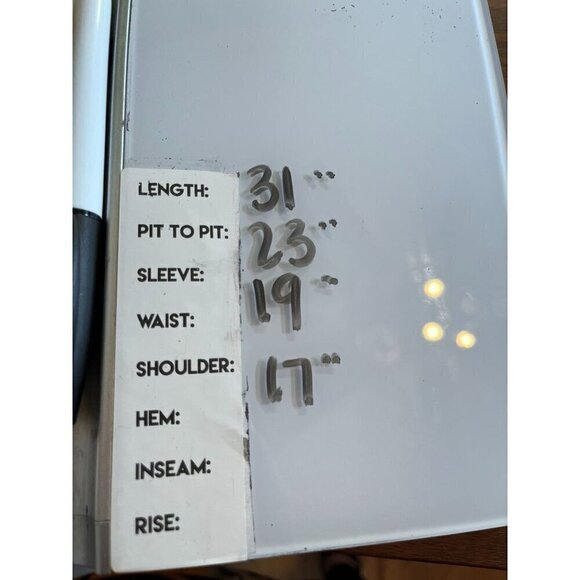 LENGTH: 31"
PIT TO PIT: 23"
SLEEVE: 19"
WAIST:
SHOULDER: 17"
HEM:
INSEAM:
RISE: